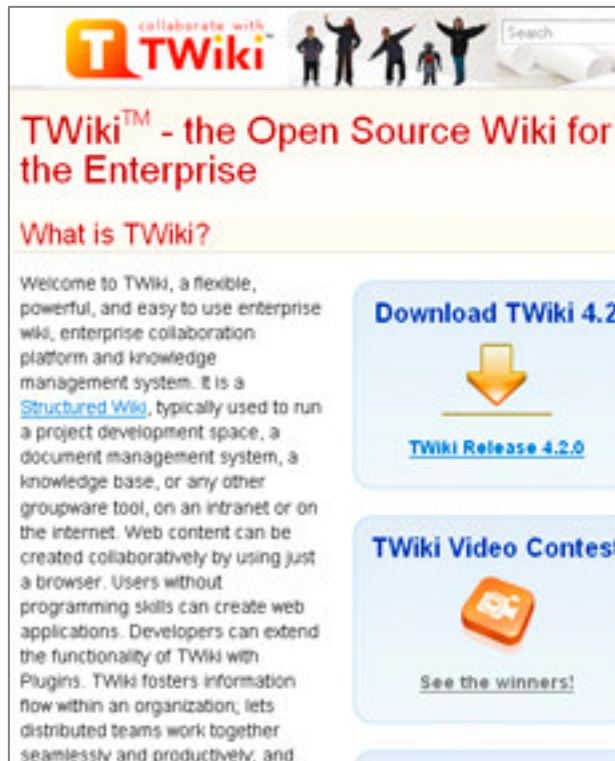 collaborate with
TWiki™
Search
TWiki™ - the Open Source Wiki for
the Enterprise
What is TWiki?
Welcome to TWiki, a flexible,
powerful, and easy to use enterprise
wiki, enterprise collaboration
platform and knowledge
management system. It is a
Structured Wiki, typically used to run
a project development space, a
document management system, a
knowledge base, or any other
groupware tool, on an intranet or on
the internet. Web content can be
created collaboratively by using just
a browser. Users without
programming skills can create web
applications. Developers can extend
the functionality of TWiki with
Plugins. TWiki fosters information
flow within an organization; lets
distributed teams work together
seamlessly and productively; and
Download TWiki 4.2
TWiki Release 4.2.0
TWiki Video Contest
See the winners!